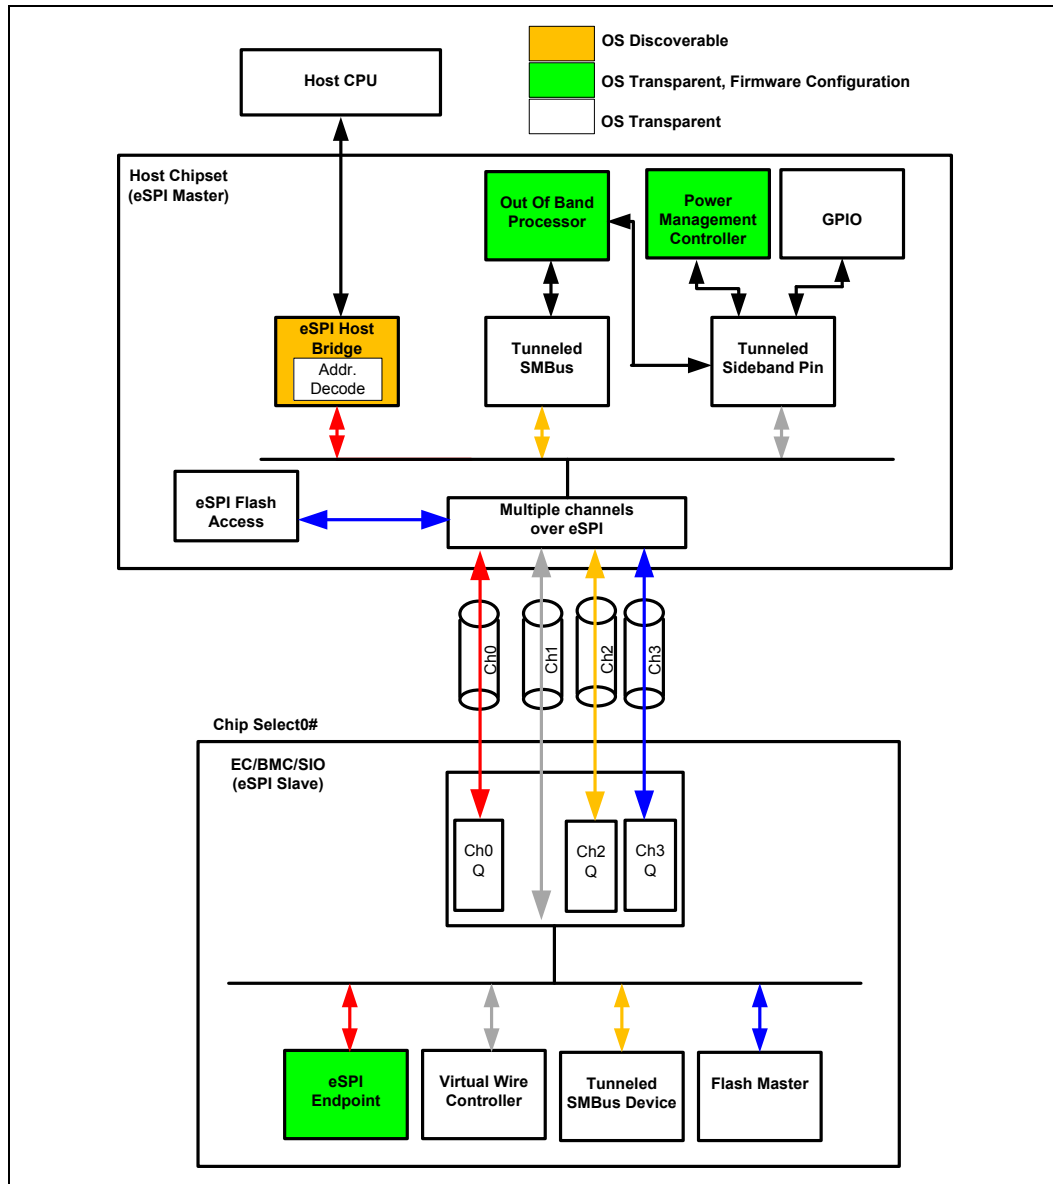 OS Discoverable
Host CPU
OS Transparent, Firmware Configuration
OS Transparent
Host Chipset
(eSPI Master)
Out Of Band
Processor
Power
Management
Controller
GPIO
eSPI Host
Bridge
Addr.
Decode
Tunneled
SMBus
Tunneled
Sideband Pin
eSPI Flash
Access
Multiple channels
over eSPI
Ch0
Ch1
Ch2
Ch3
Chip Select0#
EC/BMC/SIO
(eSPI Slave)
Ch0
Q
Ch2
Q
Ch3
Q
eSPI
Endpoint
Virtual Wire
Controller
Tunneled
SMBus Device
Flash Master